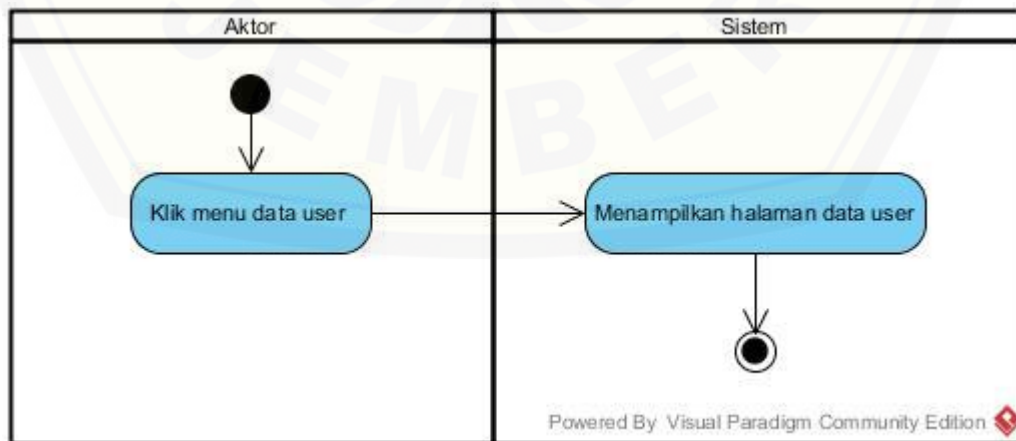 Aktor
Sistem
Klik menu data user
Menampilkan halaman data user
Powered By Visual Paradigm Community Edition